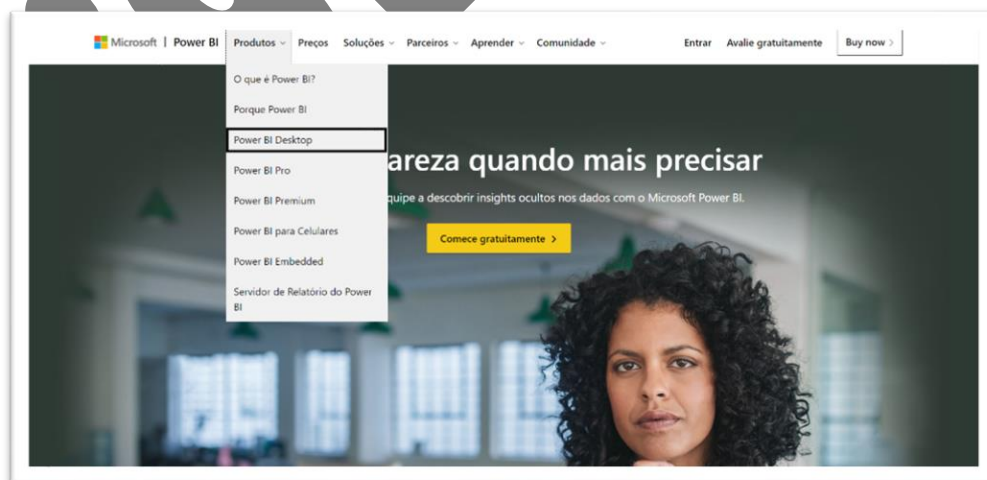 Microsoft | Power BI Produtos Preços Soluções Parceiros Aprender Comunidade Entrar Avalie gratuitamente Buy now
O que é Power BI?
Porque Power BI
Power BI Desktop
Power BI Pro
Power BI Premium
Power BI para Celulares
Power BI Embedded
Servidor de Relatório do Power
BI
areza quando mais precisar
quipe a descobrir insights ocultos nos dados com o Microsoft Power BI.
Comece gratuitamente